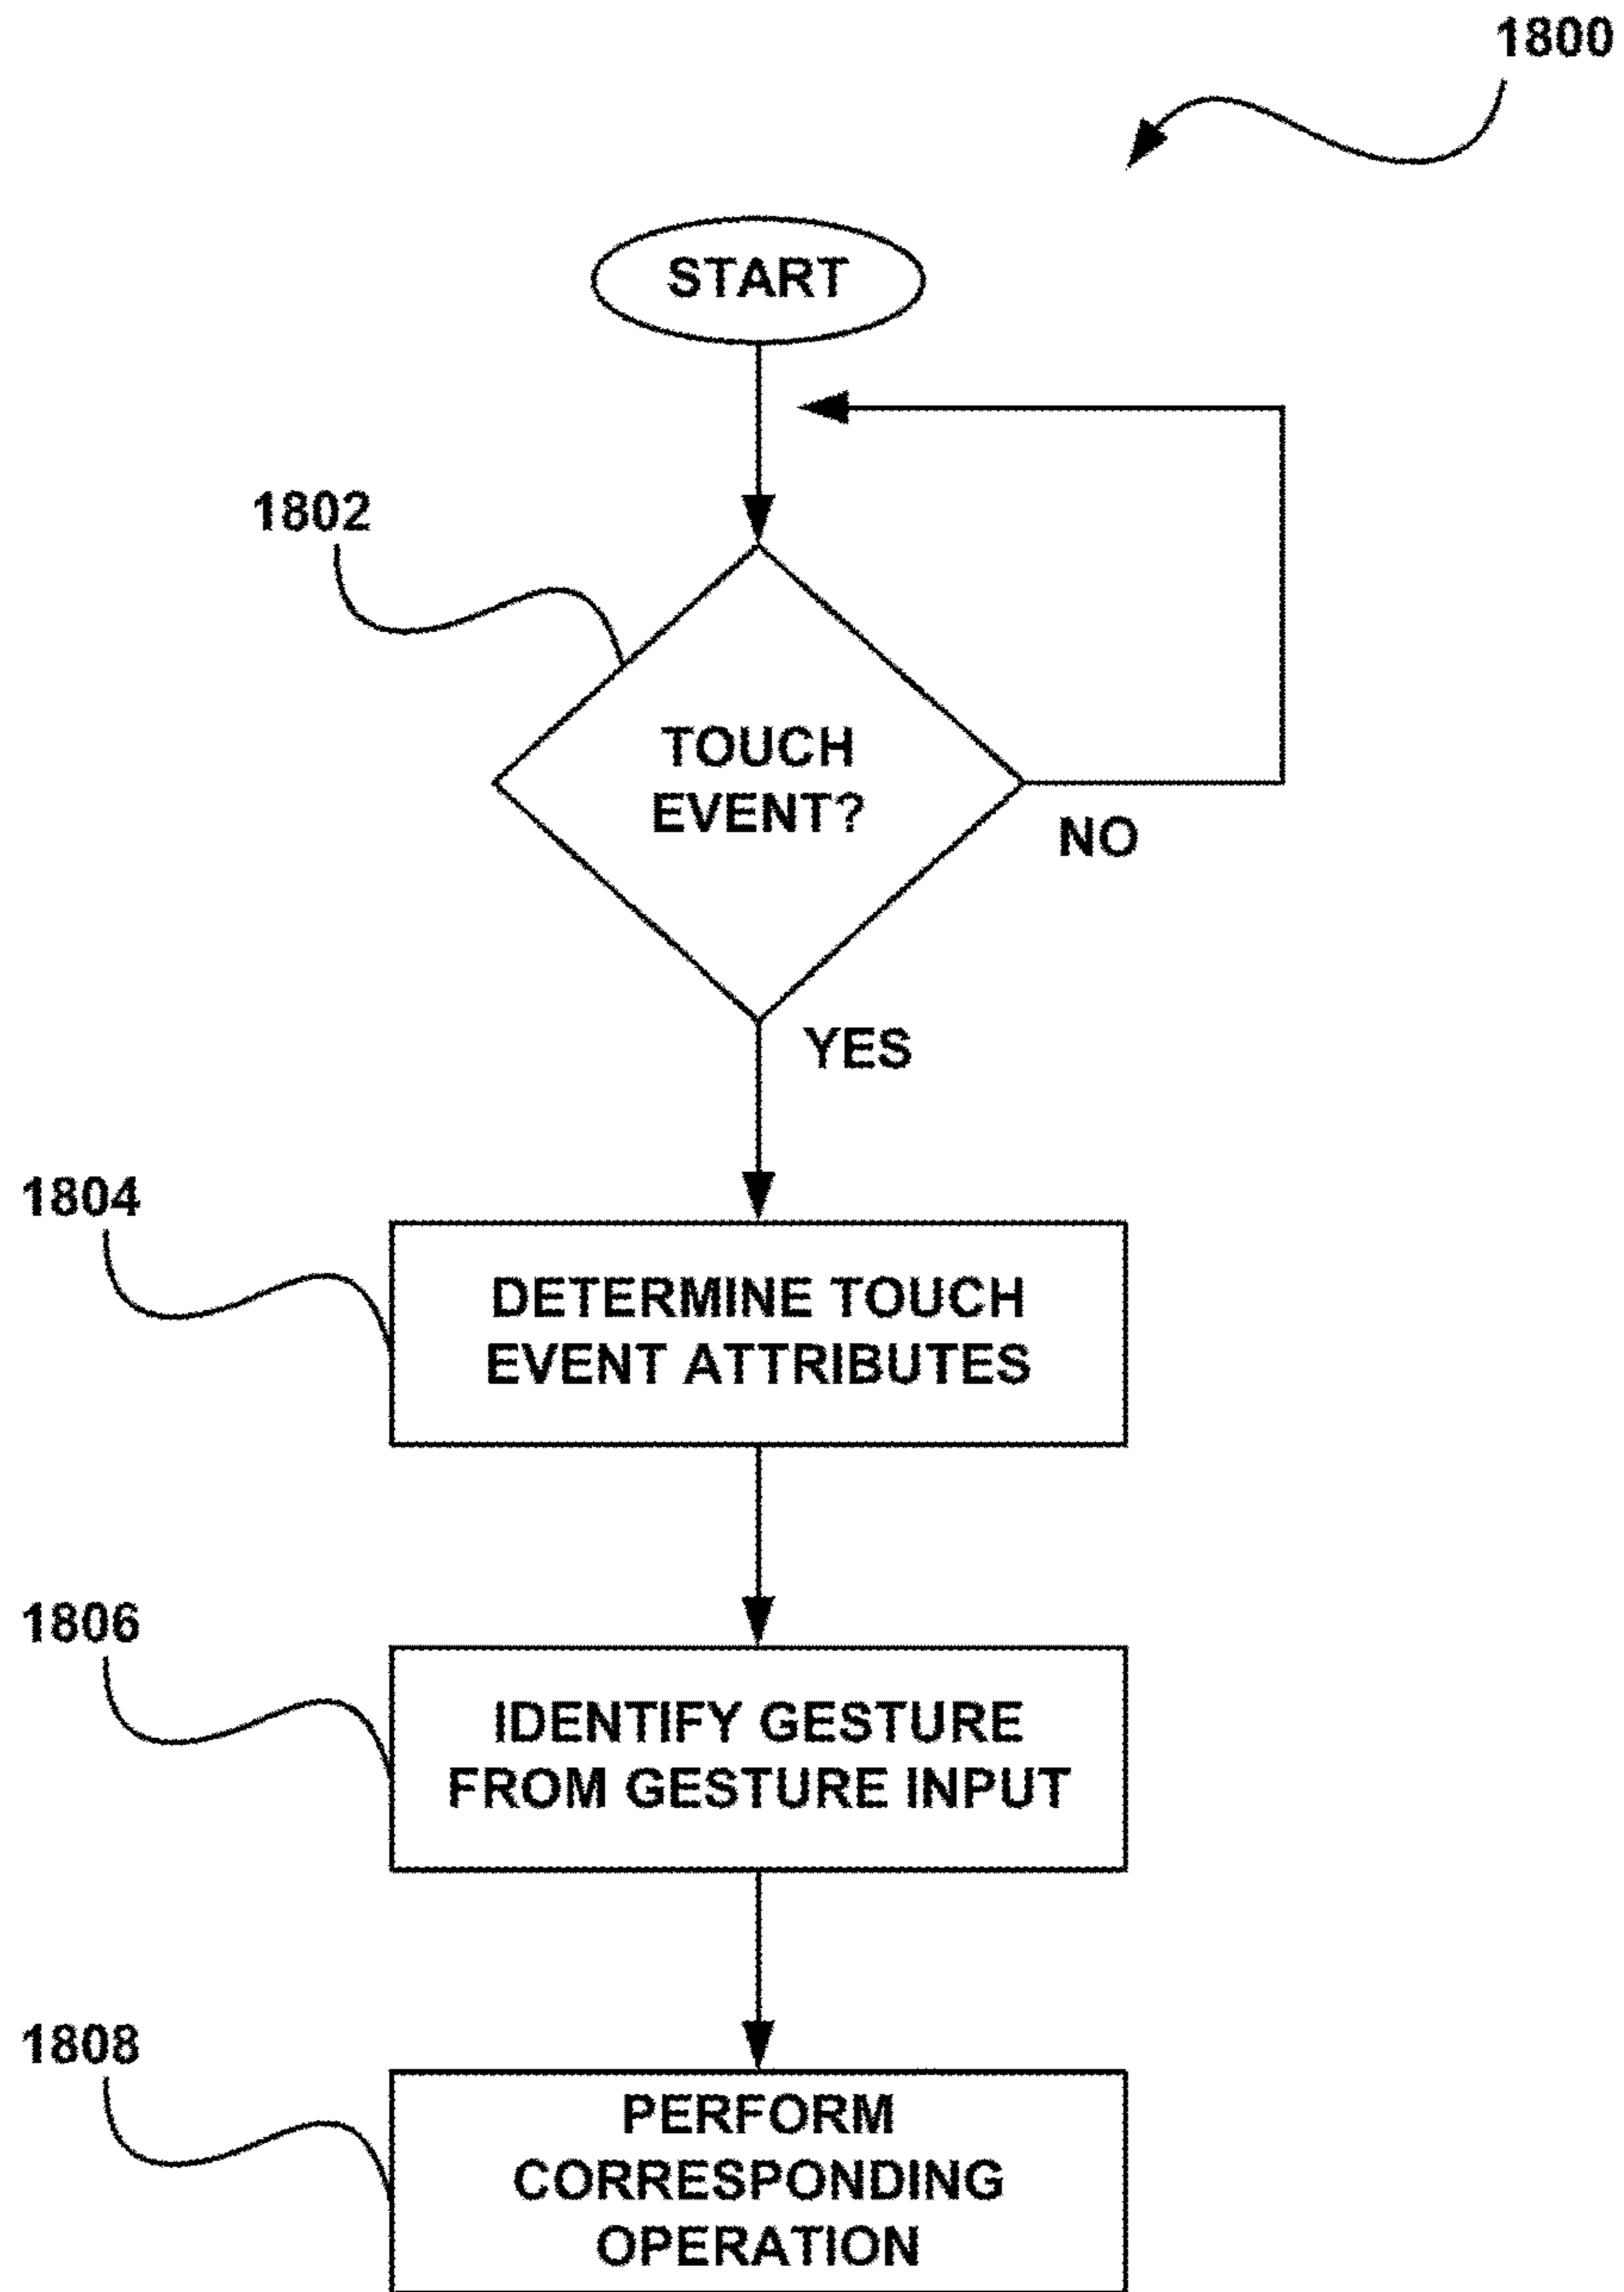 1800
START
1802
TOUCH
EVENT?
NO
YES
1804
DETERMINE TOUCH
EVENT ATTRIBUTES
1806
IDENTIFY GESTURE
FROM GESTURE INPUT
1808
PERFORM
CORRESPONDING
OPERATION